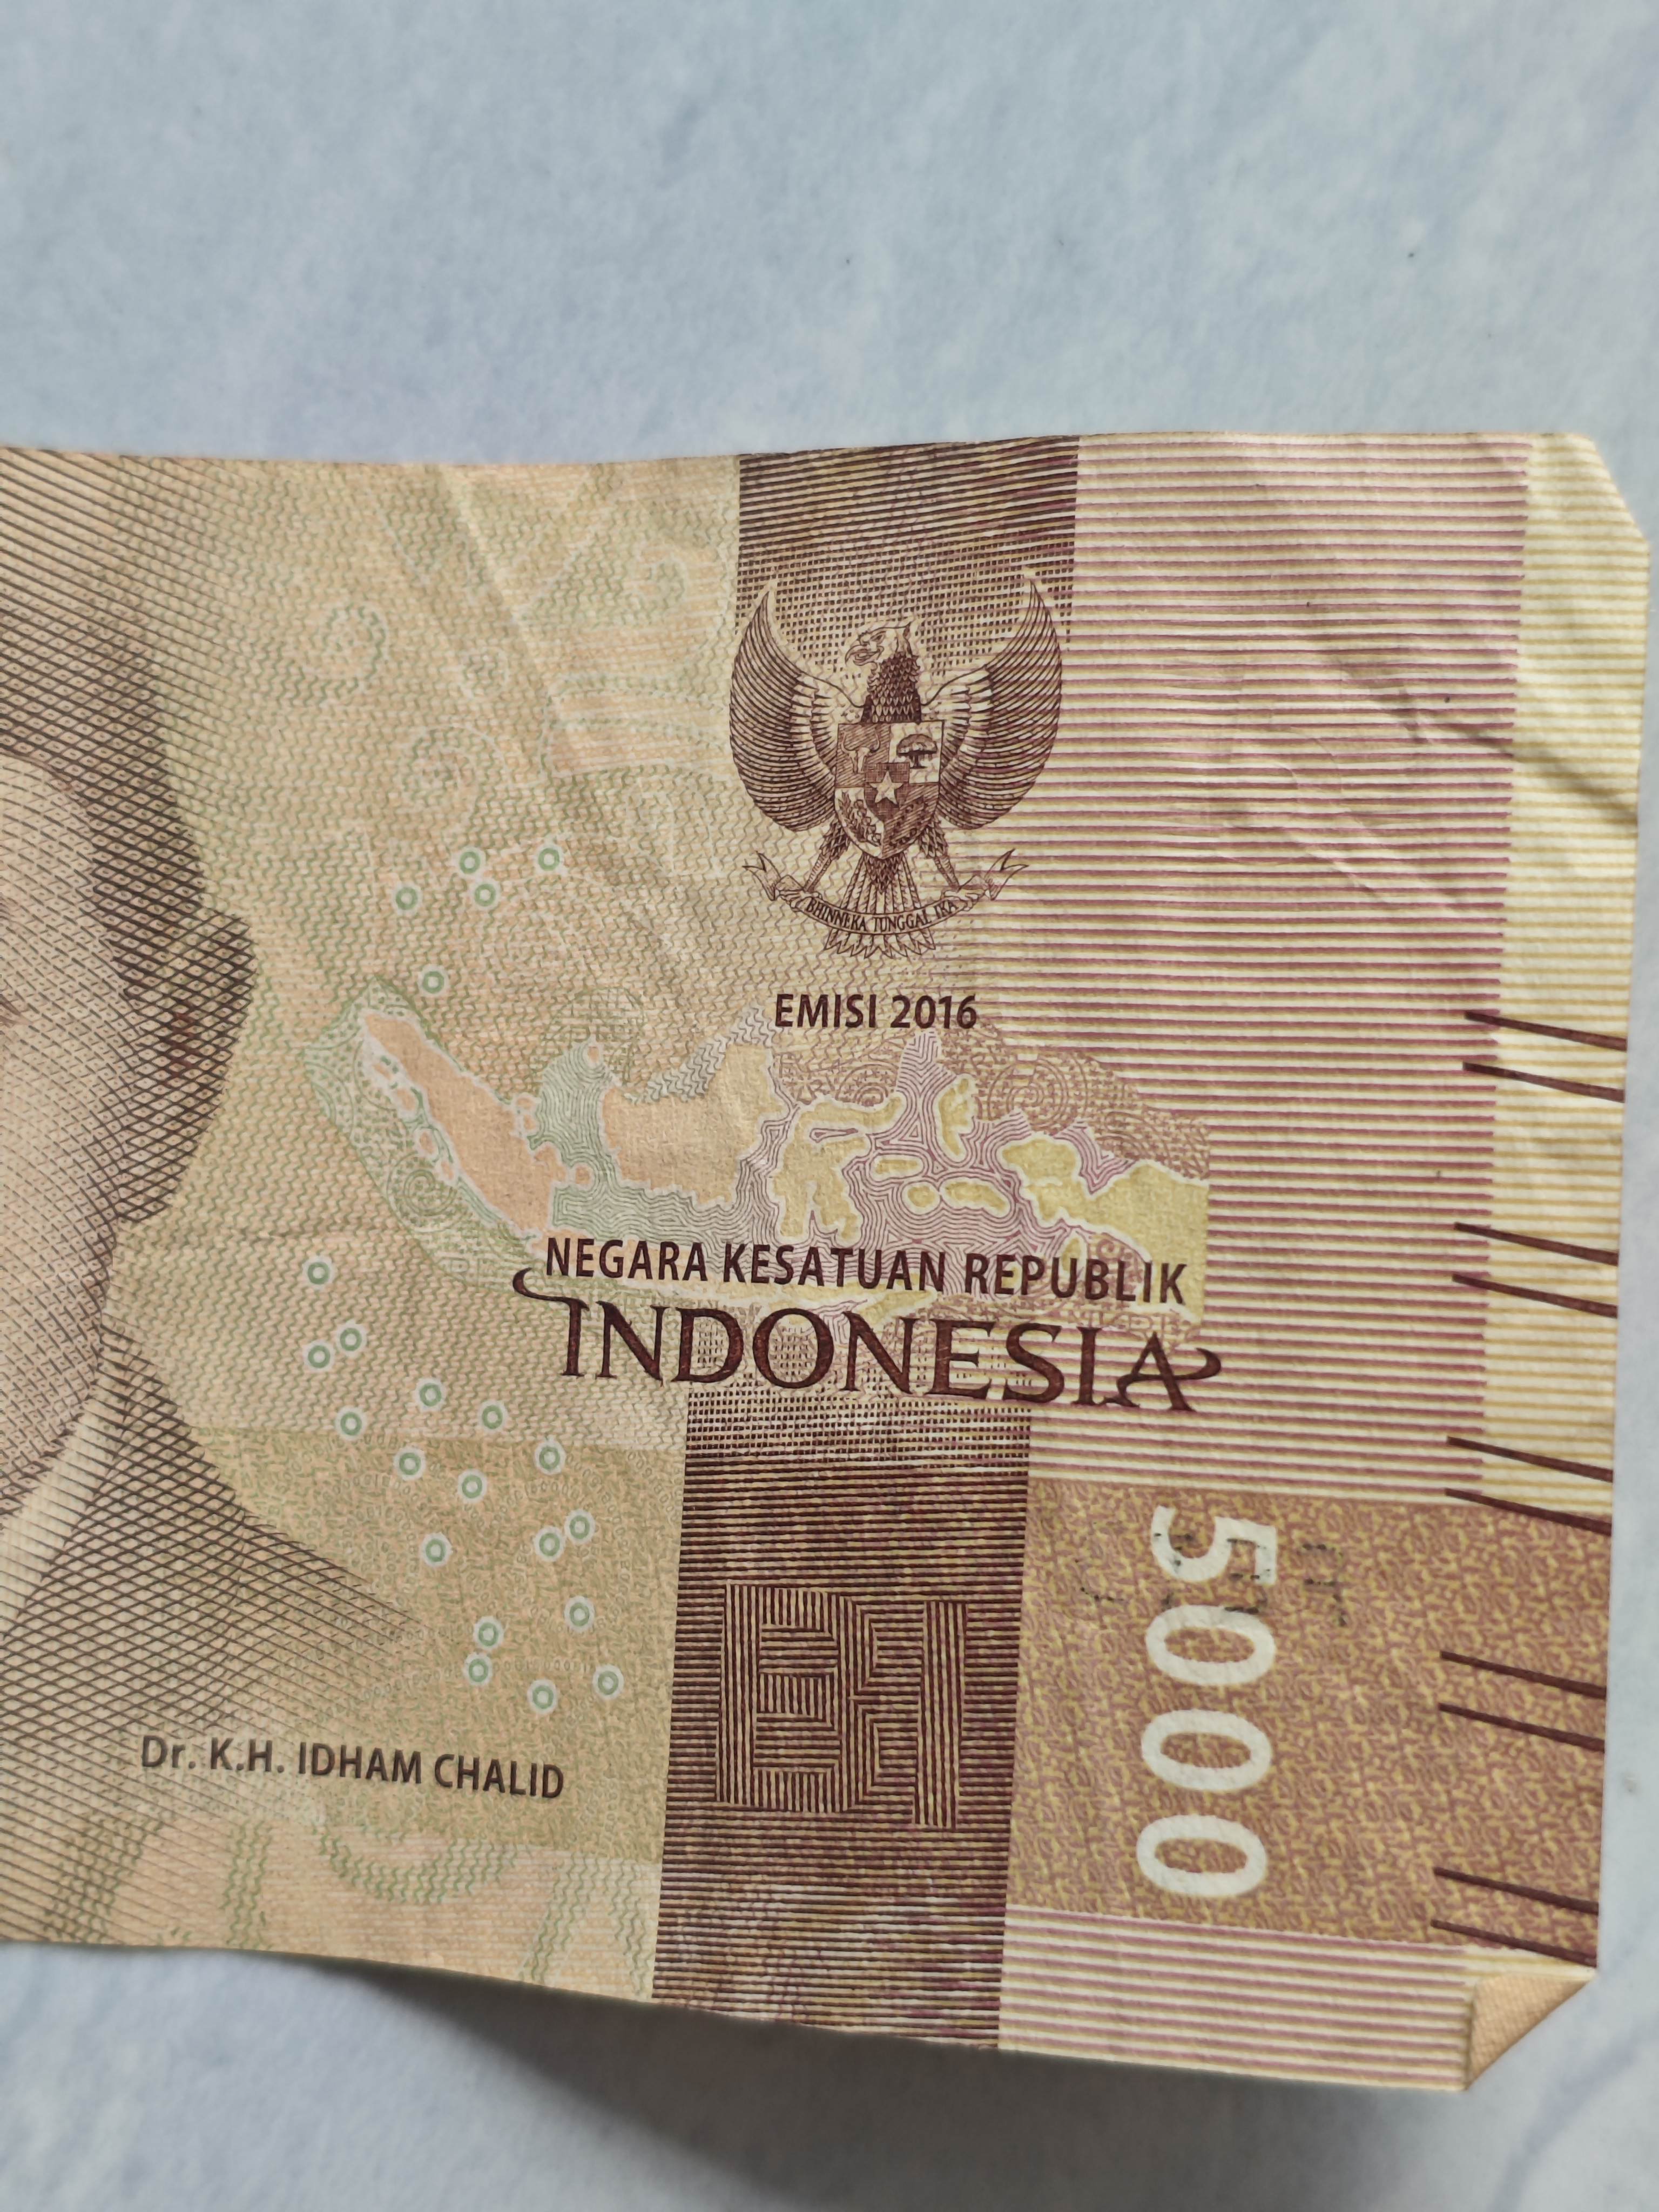 BHINNEKA TUNGGAL IKA
EMISI 2016
NEGARA KESATUAN REPUBLIK
INDONESIA
5000
BI
Dr. K.H. IDHAM CHALID